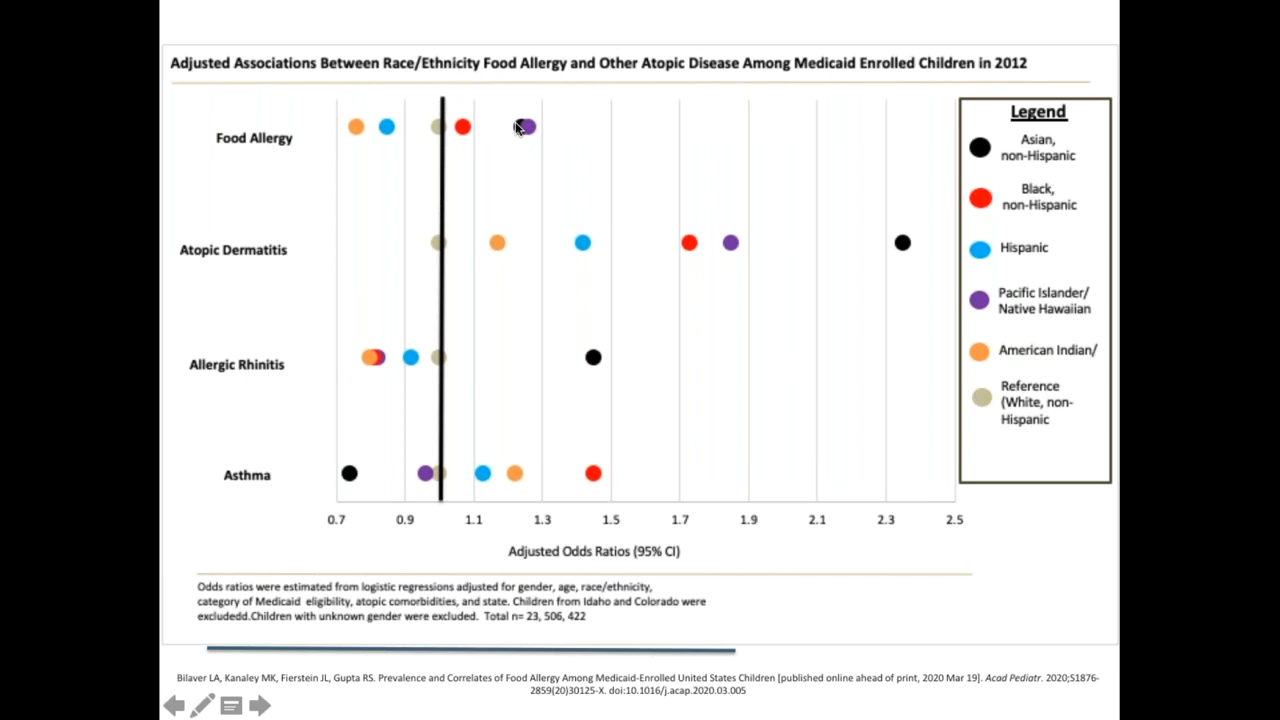 Adjusted Associations Between Race/Ethnicity Food Allergy and Other Atopic Disease Among Medicaid Enrolled Children in 2012
Food Allergy
Atopic Dermatitis
Allergic Rhinitis
Asthma
0.7 0.9 1.1 1.3 1.5 1.7 1.9 2.1 2.3 2.5
Adjusted Odds Ratios (95% CI)
Legend
Asian,
non-Hispanic
Black,
non-Hispanic
Hispanic
Pacific Islander/
Native Hawaiian
American Indian/
Reference
(White, non-
Hispanic
Odds ratios were estimated from logistic regressions adjusted for gender, age, race/ethnicity,
category of Medicaid eligibility, atopic comorbidities, and state. Children from Idaho and Colorado were
excludedd.Children with unknown gender were excluded. Total n= 23, 506, 422
Bilaver LA, Kanaley MK, Fierstein JL, Gupta RS. Prevalence and Correlates of Food Allergy Among Medicaid-Enrolled United States Children [published online ahead of print, 2020 Mar 19]. Acad Pediatr. 2020;S1876-
2859(20)30125-X. doi:10.1016/j.acap.2020.03.005